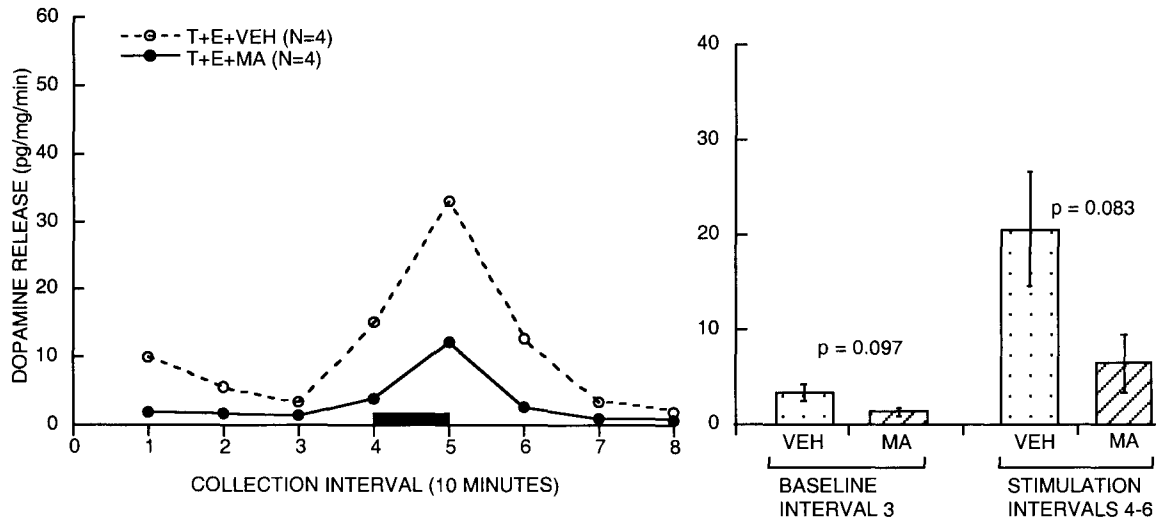 60
50
40
30
20
10
0
DOPAMINE RELEASE (pg/mg/min)
T+E+VEH (N=4)
T+E+MA (N=4)
0 1 2 3 4 5 6 7 8
COLLECTION INTERVAL (10 MINUTES)
40
30
20
10
0
p = 0.097
p = 0.083
VEH MA VEH MA
BASELINE
INTERVAL 3
STIMULATION
INTERVALS 4-6